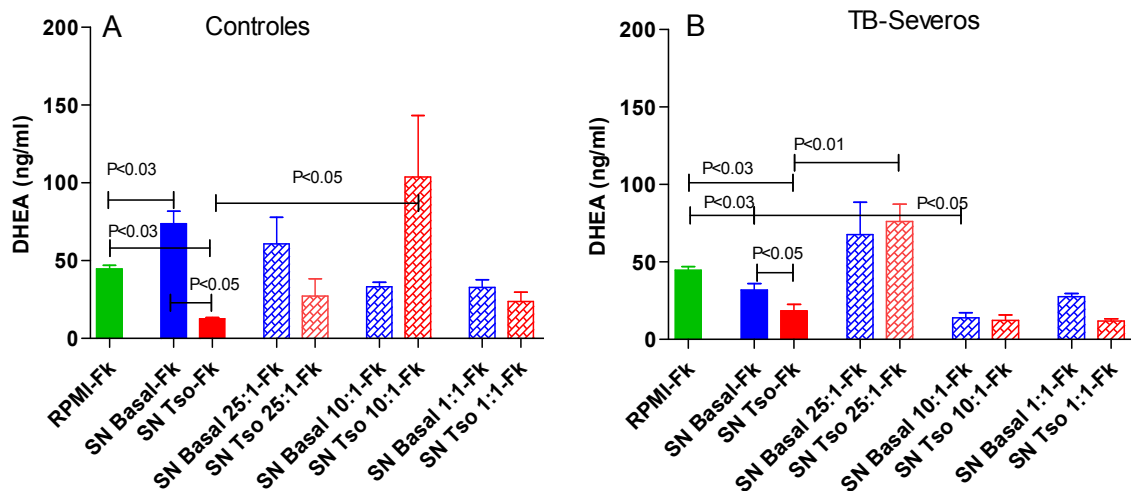 A
Controles
DHEA (ng/ml)
200
150
100
50
0
P<0.03
P<0.03
P<0.05
P<0.05
RPMI-Fk
SN Basal-Fk
SN Tso-Fk
SN Basal 25:1-Fk
SN Tso 25:1-Fk
SN Basal 10:1-Fk
SN Tso 10:1-Fk
SN Basal 1:1-Fk
SN Tso 1:1-Fk
B
TB-Severos
DHEA (ng/ml)
200
150
100
50
0
P<0.01
P<0.03
P<0.03
P<0.05
P<0.05
RPMI-Fk
SN Basal-Fk
SN Tso-Fk
SN Basal 25:1-Fk
SN Tso 25:1-Fk
SN Basal 10:1-Fk
SN Tso 10:1-Fk
SN Basal 1:1-Fk
SN Tso 1:1-Fk